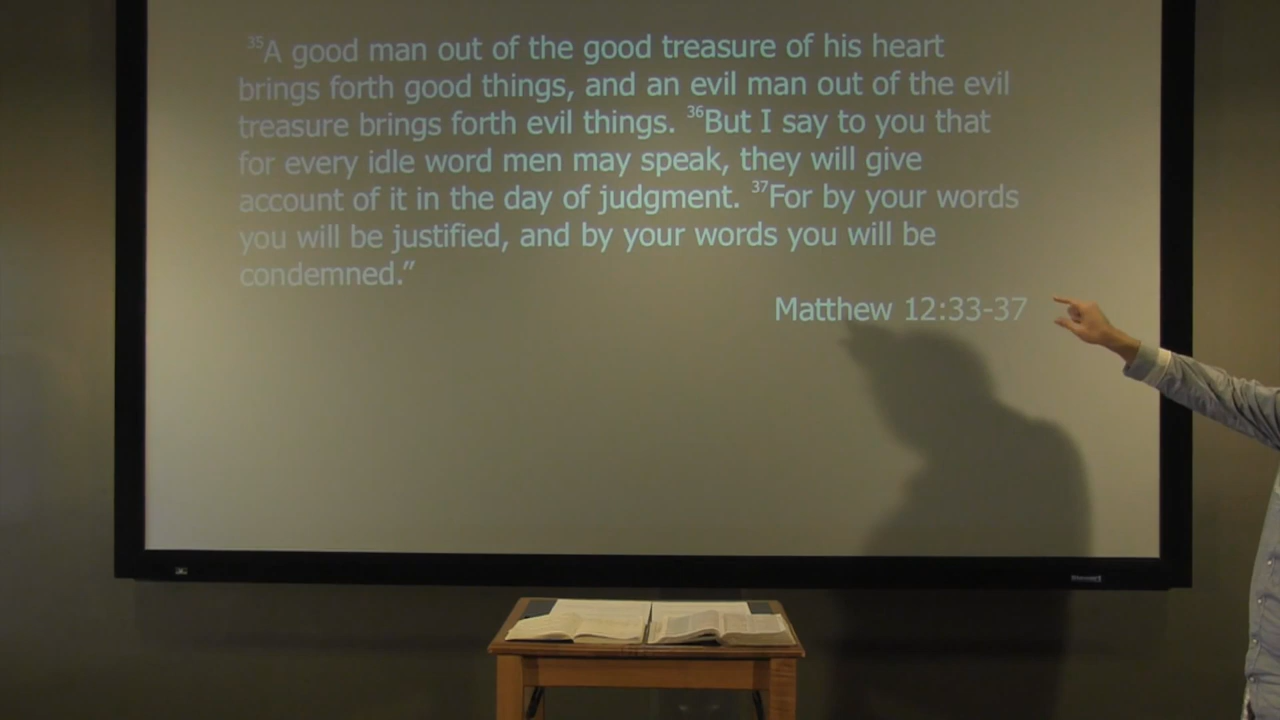 ³⁵A good man out of the good treasure of his heart
brings forth good things, and an evil man out of the evil
treasure brings forth evil things. ³⁶But I say to you that
for every idle word men may speak, they will give
account of it in the day of judgment. ³⁷For by your words
you will be justified, and by your words you will be
condemned.”
Matthew 12:33-37